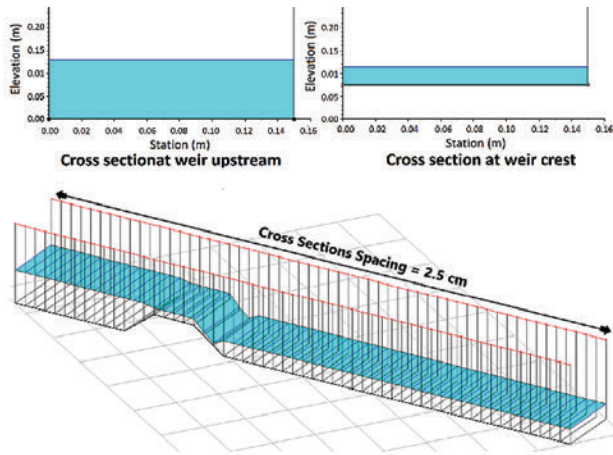 Elevation (m)
0.20
0.15
0.01
0.05
0.00
0.00 0.02 0.04 0.06 0.08 0.10 0.12 0.14 0.16
Station (m)
Cross sectionat weir upstream
Elevation (m)
0.20
0.15
0.01
0.05
0.00
0.00 0.02 0.04 0.06 0.08 0.10 0.12 0.14 0.16
Station (m)
Cross section at weir crest
Cross Sections Spacing = 2.5 cm